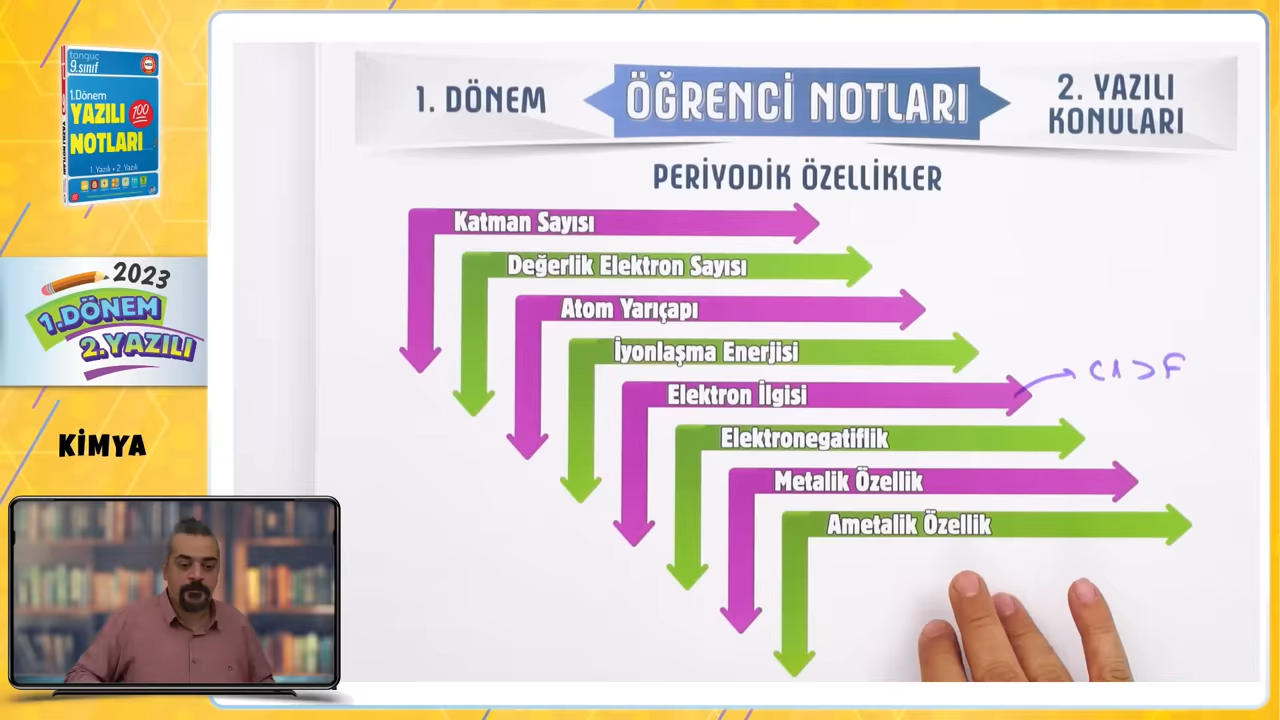 tonguç
9.sınıf
1.Dönem
YAZILI
100
NOTLARI
1.Yazılı • 2. Yazılı
YAZILI NOTLARI
2023
1.DÖNEM
2.YAZILI
KİMYA
1. DÖNEM
ÖĞRENCİ NOTLARI
2. YAZILI
KONULARI
PERİYODİK ÖZELLİKLER
Katman Sayısı
Değerlik Elektron Sayısı
Atom Yarıçapı
İyonlaşma Enerjisi
Elektron İlgisi
Cl > F
Elektronegatiflik
Metalik Özellik
Ametalik Özellik